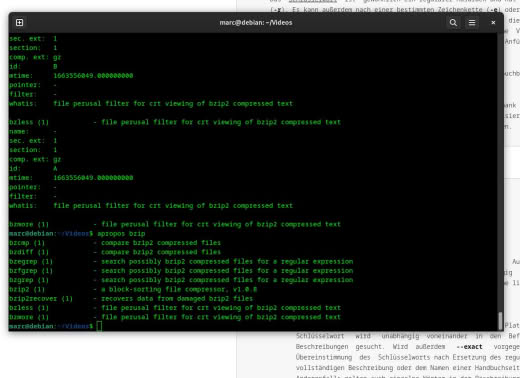 marc@debian: ~/Videos
sec. ext: 1
section: 1
comp. ext: gz
id: B
mtime: 1663556049.000000000
pointer: -
filter: -
whatis: file perusal filter for crt viewing of bzip2 compressed text
bzless (1) - file perusal filter for crt viewing of bzip2 compressed text
name: -
sec. ext: 1
section: 1
comp. ext: gz
id: A
mtime: 1663556049.000000000
pointer: -
filter: -
whatis: file perusal filter for crt viewing of bzip2 compressed text
bzmore (1) - file perusal filter for crt viewing of bzip2 compressed text
marc@debian:~/Videos$ apropos brzip
bzcmp (1) - compare bzip2 compressed files
bzdiff (1) - compare bzip2 compressed files
bzegrep (1) - search possibly bzip2 compressed files for a regular expression
bzfgrep (1) - search possibly bzip2 compressed files for a regular expression
bzgrep (1) - search possibly bzip2 compressed files for a regular expression
bzip2 (1) - a block-sorting file compressor, v1.0.8
bzip2recover (1) - recovers data from damaged bzip2 files
bzless (1) - file perusal filter for crt viewing of bzip2 compressed text
bzmore (1) - file perusal filter for crt viewing of bzip2 compressed text
marc@debian:~/Videos$
(-r). Es kann außerdem nach einer bestimmten Zeichenkette (-e) oder
Schlüsselwort wird unabhängig voneinander in den Bef
Beschreibungen gesucht. Wird außerdem --exact vorgege
Übereinstimmung des Schlüsselworts nach Ersetzung des regu
vollständigen Beschreibung oder dem Namen einer Handbuchseit